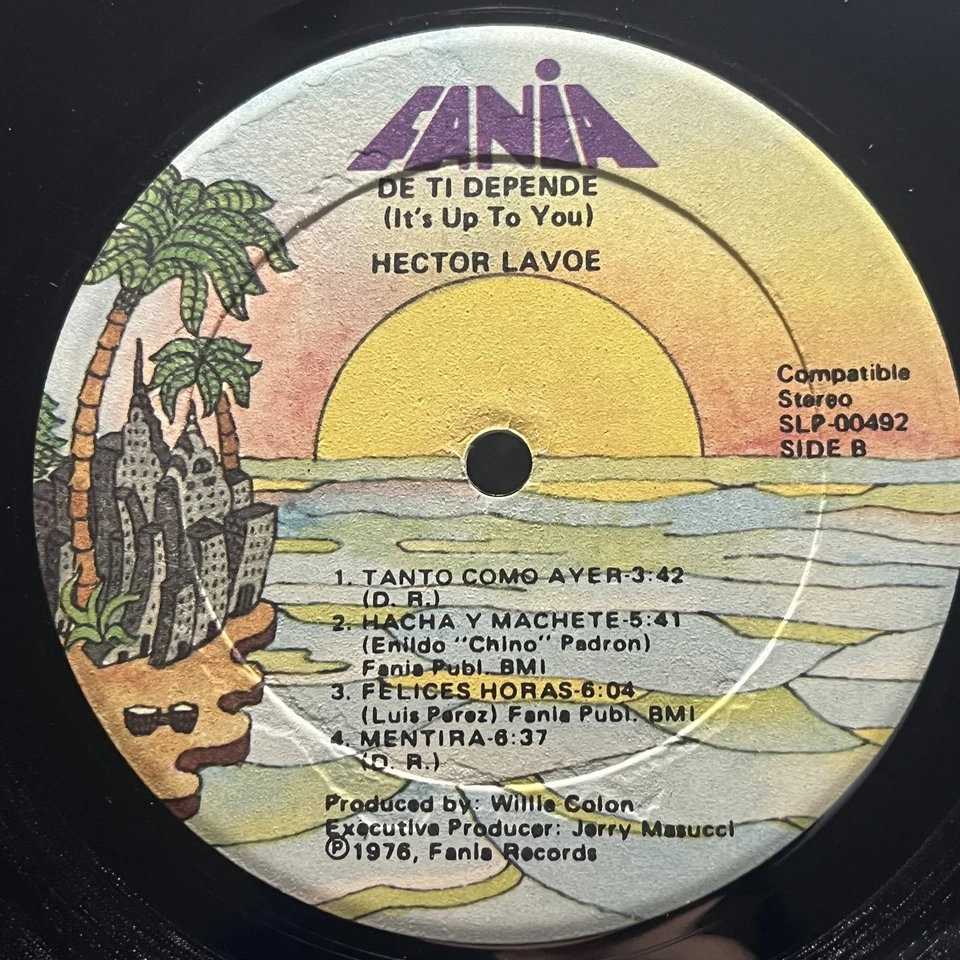 FANIA
DE TI DEPENDE
(It's Up To You)
HECTOR LAVOE
Compatible
Stereo
SLP-00492
SIDE B
1. TANTO COMO AYER-3:42
(D. R.)
2. HACHA Y MACHETE-5:41
(Enildo "Chino" Padron)
Fania Publ. BMI
3. FELICES HORAS-6:04
(Luis Perez) Fania Publ. BMI
4. MENTIRA-6:37
(D. R.)
Produced by: Willie Colon
Executive Producer: Jerry Masucci
Ⓟ1976, Fania Records